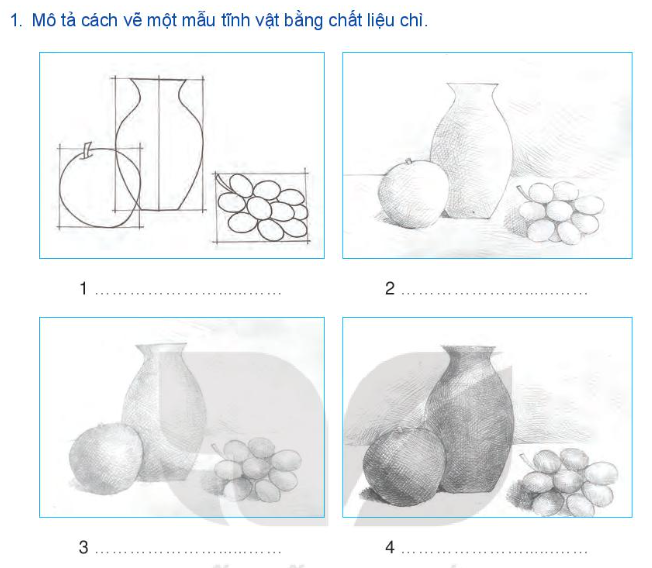 1. Mô tả cách vẽ một mẫu tĩnh vật bằng chất liệu chì.
1 ……………………...………
2 ……………………...………
3 ……………………...………
4 ……………………...………